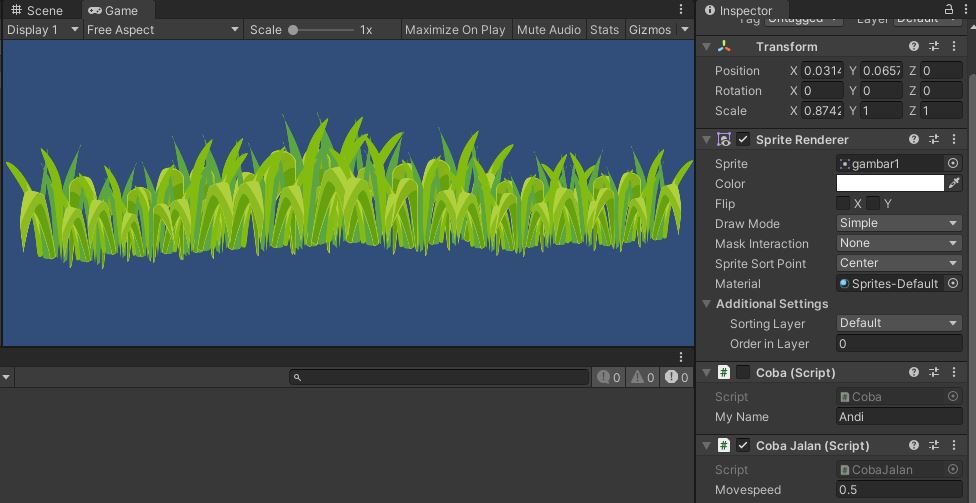 Scene Game
Display 1 Free Aspect Scale 1x Maximize On Play Mute Audio Stats Gizmos
0 0 0
Inspector
Tag Untagged Layer Default
Transform
Position X 0.0314 Y 0.0657 Z 0
Rotation X 0 Y 0 Z 0
Scale X 0.8742 Y 1 Z 1
Sprite Renderer
Sprite gambar1
Color
Flip X Y
Draw Mode Simple
Mask Interaction None
Sprite Sort Point Center
Material Sprites-Default
Additional Settings
Sorting Layer Default
Order in Layer 0
# Coba (Script)
Script # Coba
My Name Andi
# Coba Jalan (Script)
Script # CobaJalan
Movespeed 0.5